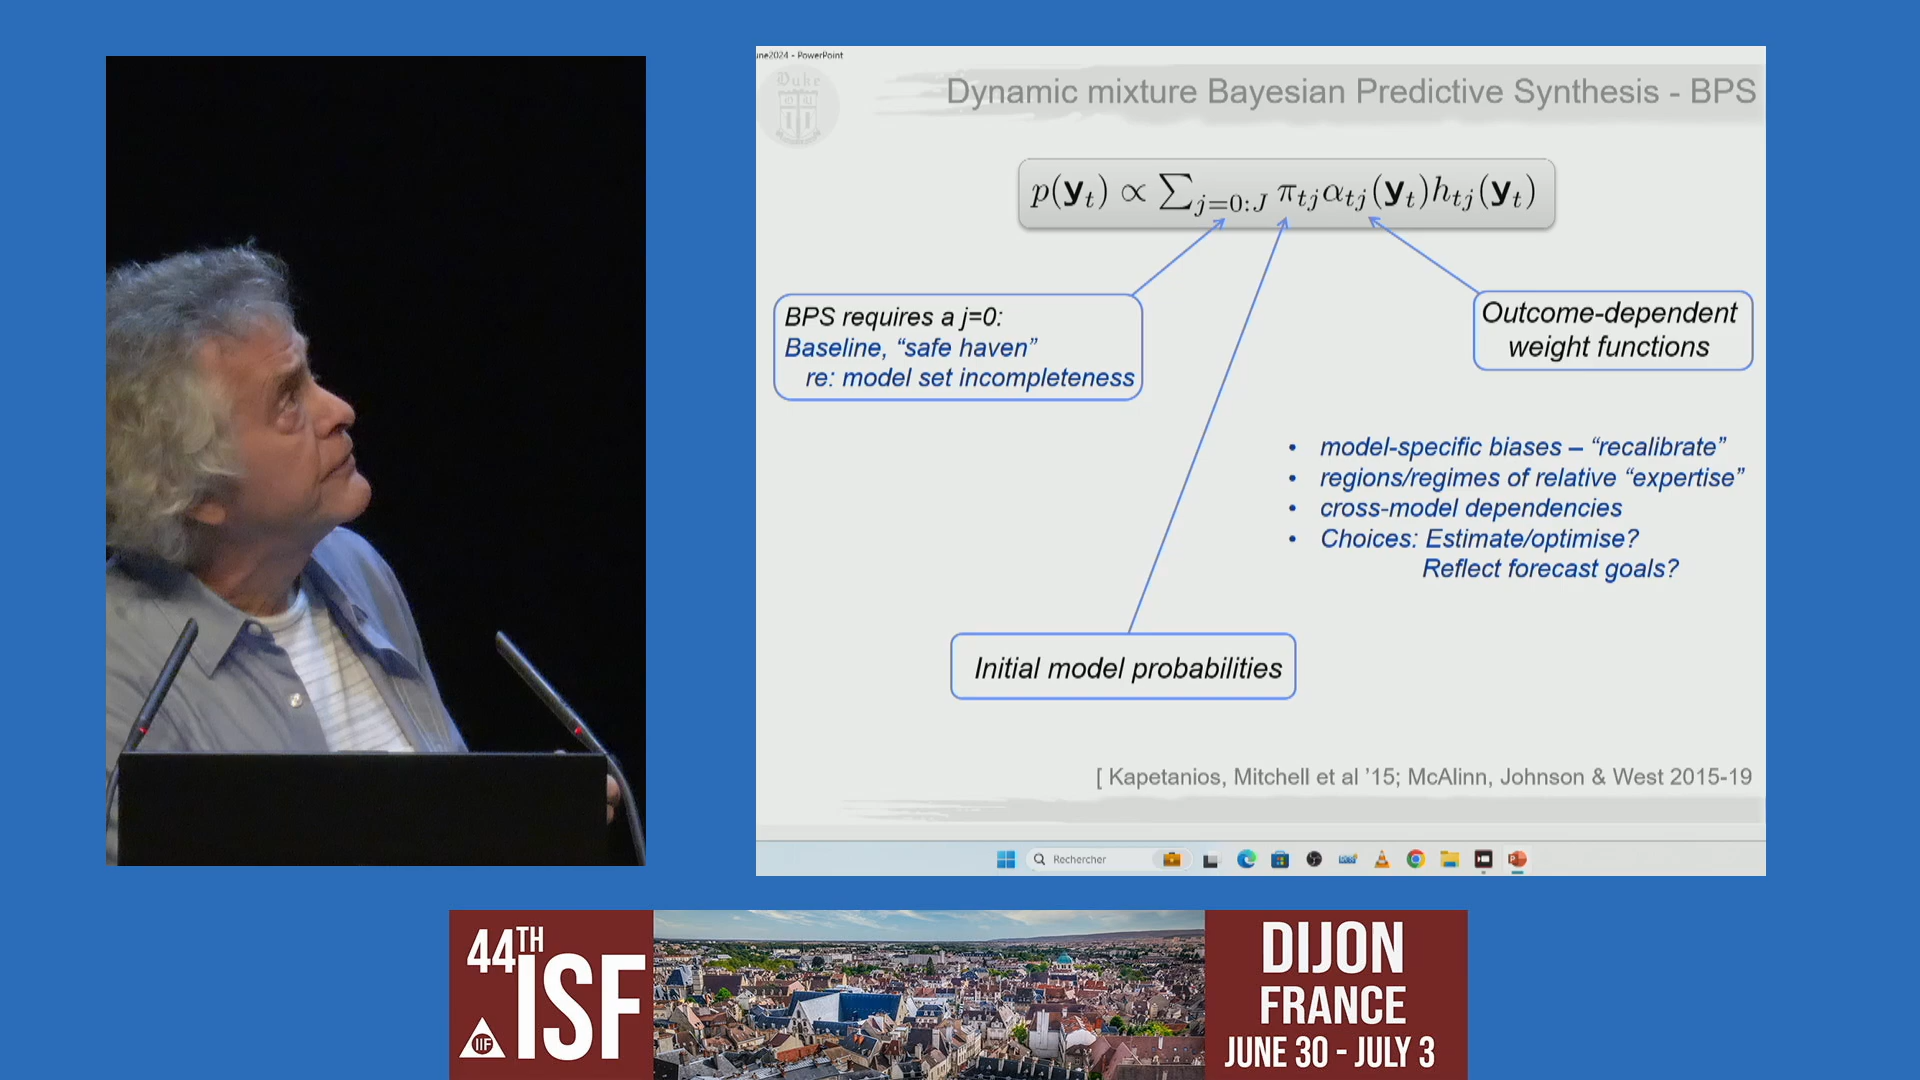 une2024 - PowerPoint
Duke
Dynamic mixture Bayesian Predictive Synthesis - BPS
p(𝐲ₜ) ∝ ∑ⱼ₌₀:J πₜⱼαₜⱼ(𝐲ₜ)hₜⱼ(𝐲ₜ)
BPS requires a j=0:
Baseline, “safe haven”
re: model set incompleteness
Outcome-dependent
weight functions
• model-specific biases – “recalibrate”
• regions/regimes of relative “expertise”
• cross-model dependencies
• Choices: Estimate/optimise?
Reflect forecast goals?
Initial model probabilities
[ Kapetanios, Mitchell et al ’15; McAlinn, Johnson & West 2015-19
Rechercher
44TH
ISF
IIF
DIJON
FRANCE
JUNE 30 - JULY 3